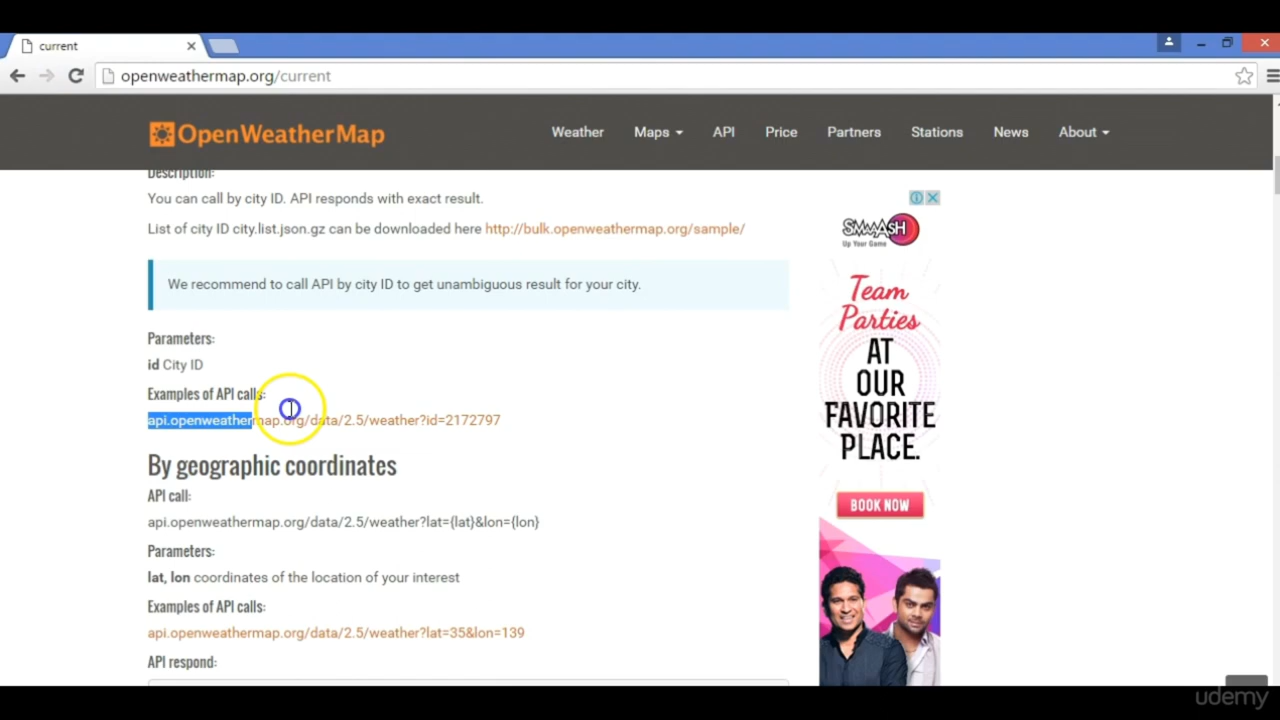 current
openweathermap.org/current
OpenWeatherMap
Weather
Maps
API
Price
Partners
Stations
News
About
Description:
You can call by city ID. API responds with exact result.
List of city ID city.list.json.gz can be downloaded here http://bulk.openweathermap.org/sample/
We recommend to call API by city ID to get unambiguous result for your city.
Parameters:
id City ID
Examples of API calls:
api.openweathermap.org/data/2.5/weather?id=2172797
By geographic coordinates
API call:
api.openweathermap.org/data/2.5/weather?lat={lat}&lon={lon}
Parameters:
lat, lon coordinates of the location of your interest
Examples of API calls:
api.openweathermap.org/data/2.5/weather?lat=35&lon=139
API respond:
SMAAASH
Up Your Game
Team
Parties
AT
OUR
FAVORITE
PLACE.
BOOK NOW
udemy